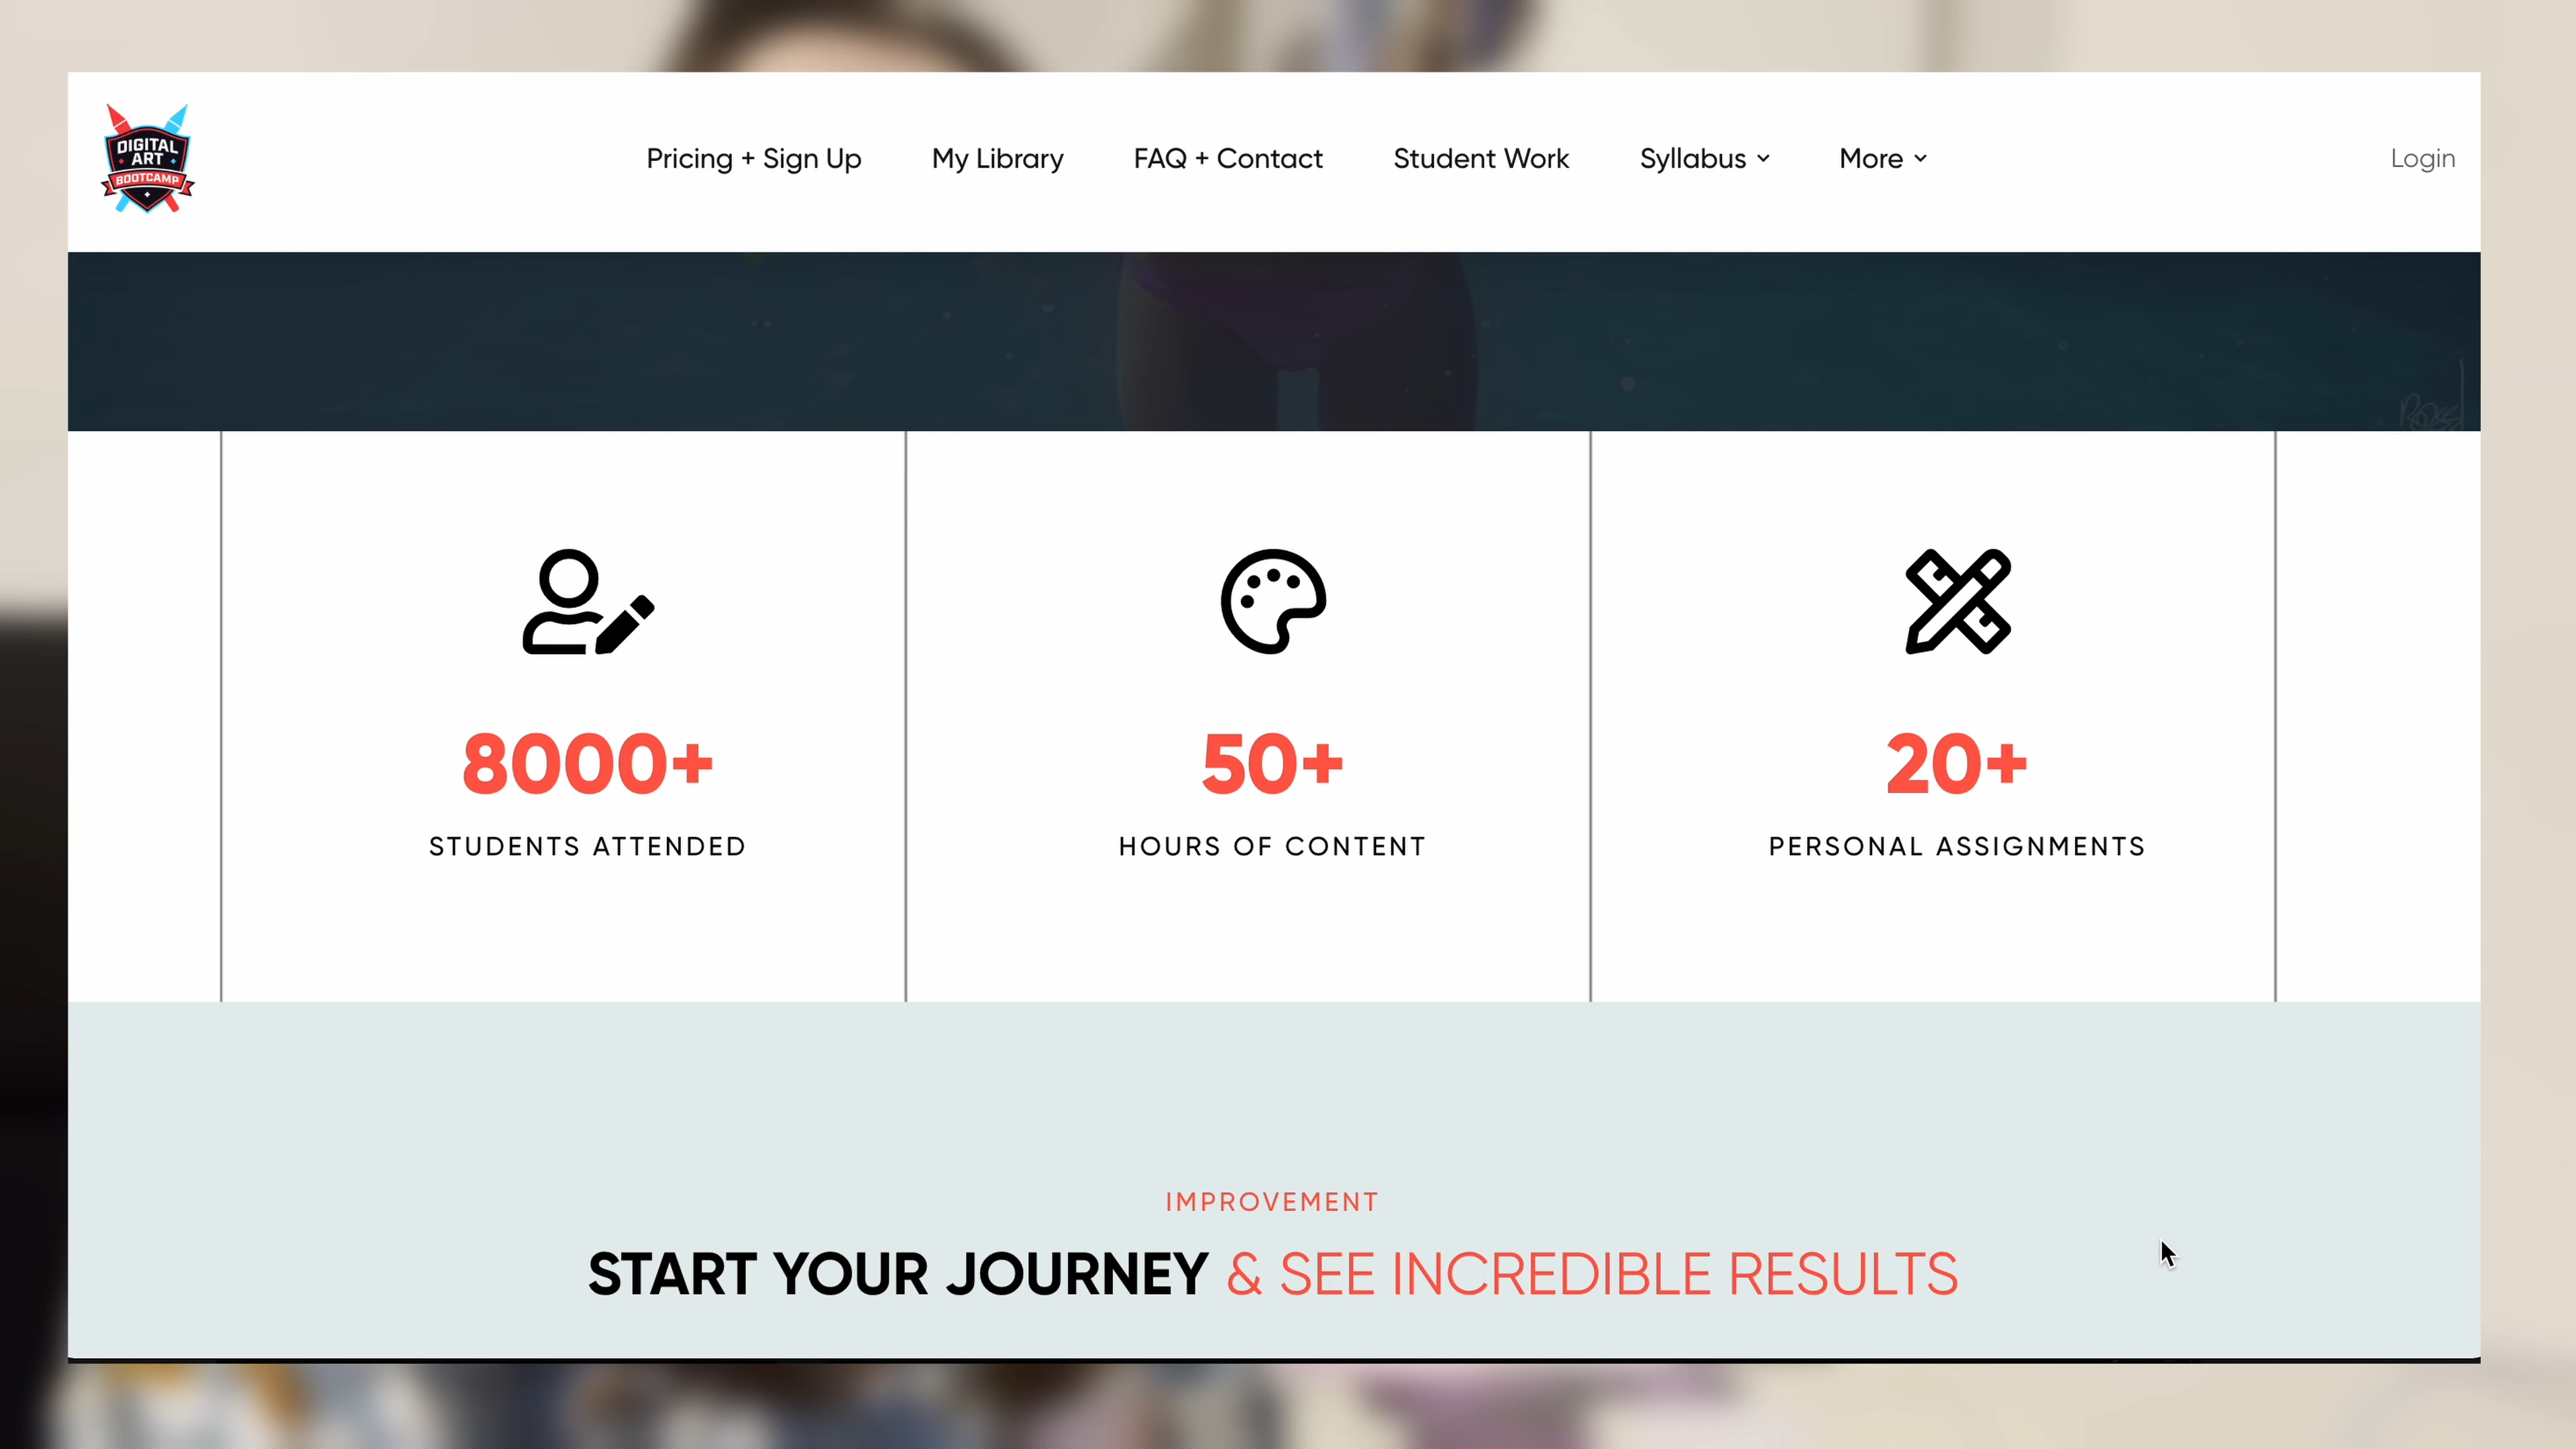 DIGITAL
ART
BOOTCAMP
Pricing + Sign Up
My Library
FAQ + Contact
Student Work
Syllabus
More
Login
8000+
STUDENTS ATTENDED
50+
HOURS OF CONTENT
20+
PERSONAL ASSIGNMENTS
IMPROVEMENT
START YOUR JOURNEY & SEE INCREDIBLE RESULTS